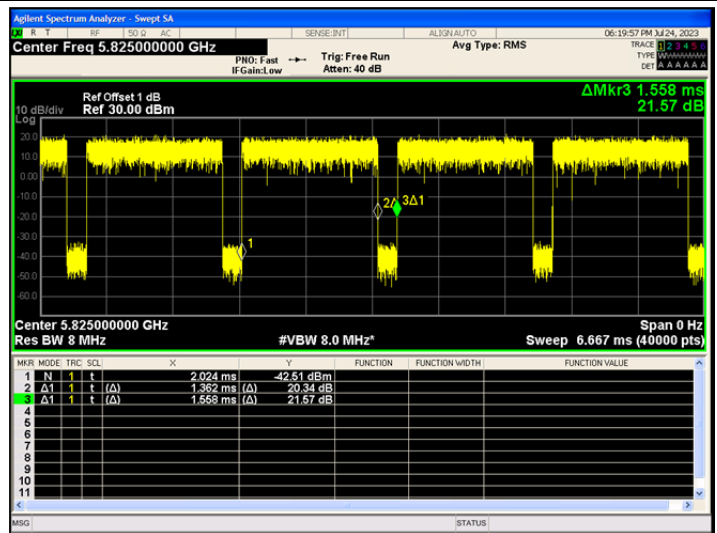 Agilent Spectrum Analyzer - Swept SA
LXI R T RF 50 Ω AC SENSE:INT ALIGN AUTO 06:19:57 PM Jul 24, 2023
Center Freq 5.825000000 GHz Avg Type: RMS TRACE 1 2 3 4 5 6
PNO: Fast Trig: Free Run TYPE WWWWWW
IFGain:Low Atten: 40 dB DET A A A A A A
ΔMkr3 1.558 ms
21.57 dB
Ref Offset 1 dB
10 dB/div Ref 30.00 dBm
Log
20.0
10.0
0.00
-10.0
-20.0
-30.0
-40.0
-50.0
-60.0
1
2Δ
3Δ1
Center 5.825000000 GHz Span 0 Hz
Res BW 8 MHz #VBW 8.0 MHz* Sweep 6.667 ms (40000 pts)
MKR MODE TRC SCL X Y FUNCTION FUNCTION WIDTH FUNCTION VALUE
1 N 1 t 2.024 ms -42.51 dBm
2 Δ1 1 t (Δ) 1.362 ms (Δ) 20.34 dB
3 Δ1 1 t (Δ) 1.558 ms (Δ) 21.57 dB
4
5
6
7
8
9
10
11
MSG STATUS